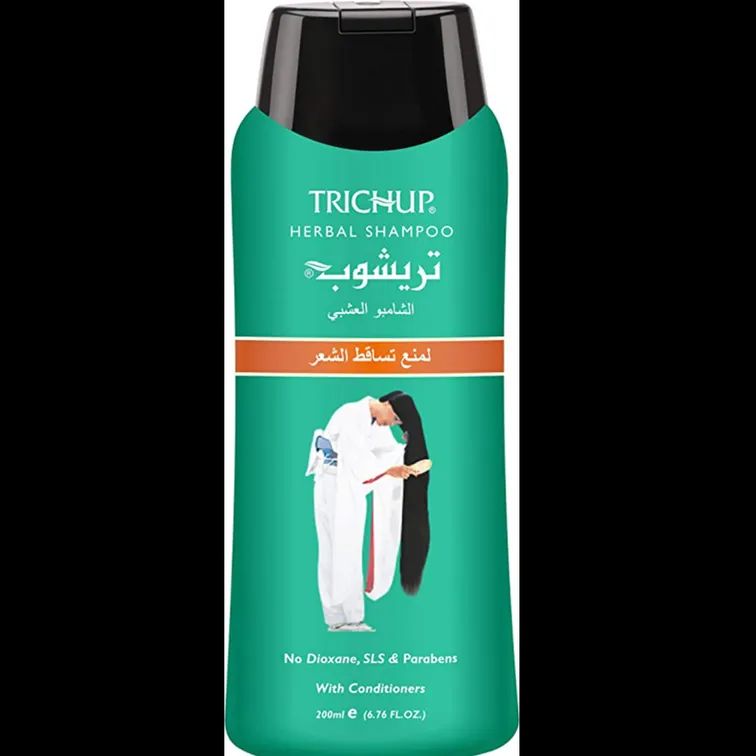 TRICHUP®
HERBAL SHAMPOO
تريشوب®
الشامبو العشبي
لمنع تساقط الشعر
No Dioxane, SLS & Parabens
With Conditioners
200ml e (6.76 FL.OZ.)